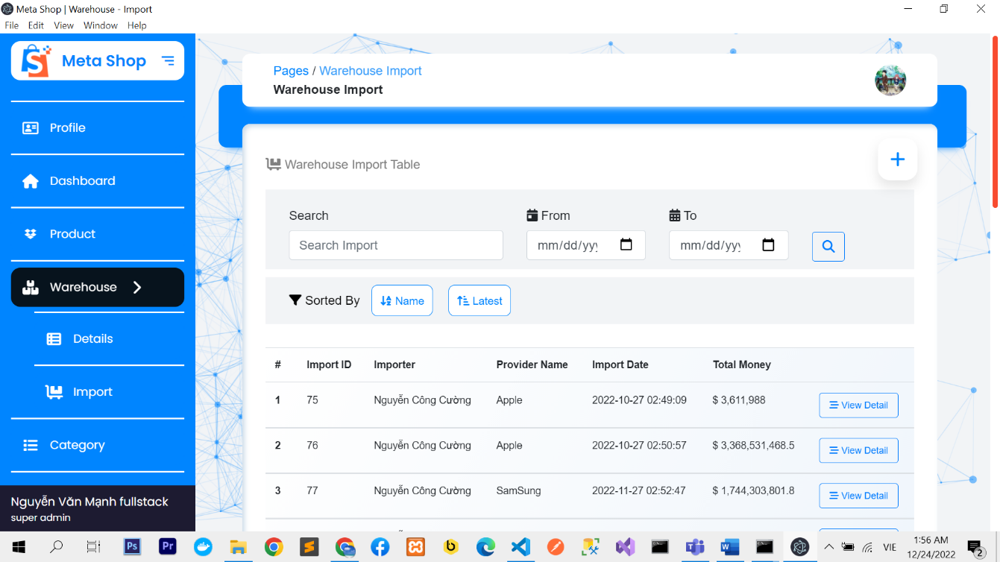 Meta Shop | Warehouse - Import
File Edit View Window Help
Meta Shop
Profile
Dashboard
Product
Warehouse
Details
Import
Category
Nguyễn Văn Mạnh fullstack
super admin
Pages / Warehouse Import
Warehouse Import
Warehouse Import Table
+
Search From To
Search Import mm/dd/yyy mm/dd/yyy
Sorted By Name Latest
# Import ID Importer Provider Name Import Date Total Money
1 75 Nguyễn Công Cường Apple 2022-10-27 02:49:09 $ 3,611,988 View Detail
2 76 Nguyễn Công Cường Apple 2022-10-27 02:50:57 $ 3,368,531,468.5 View Detail
3 77 Nguyễn Công Cường SamSung 2022-11-27 02:52:47 $ 1,744,303,801.8 View Detail
Ps Pr VIE 1:56 AM
12/24/2022 2